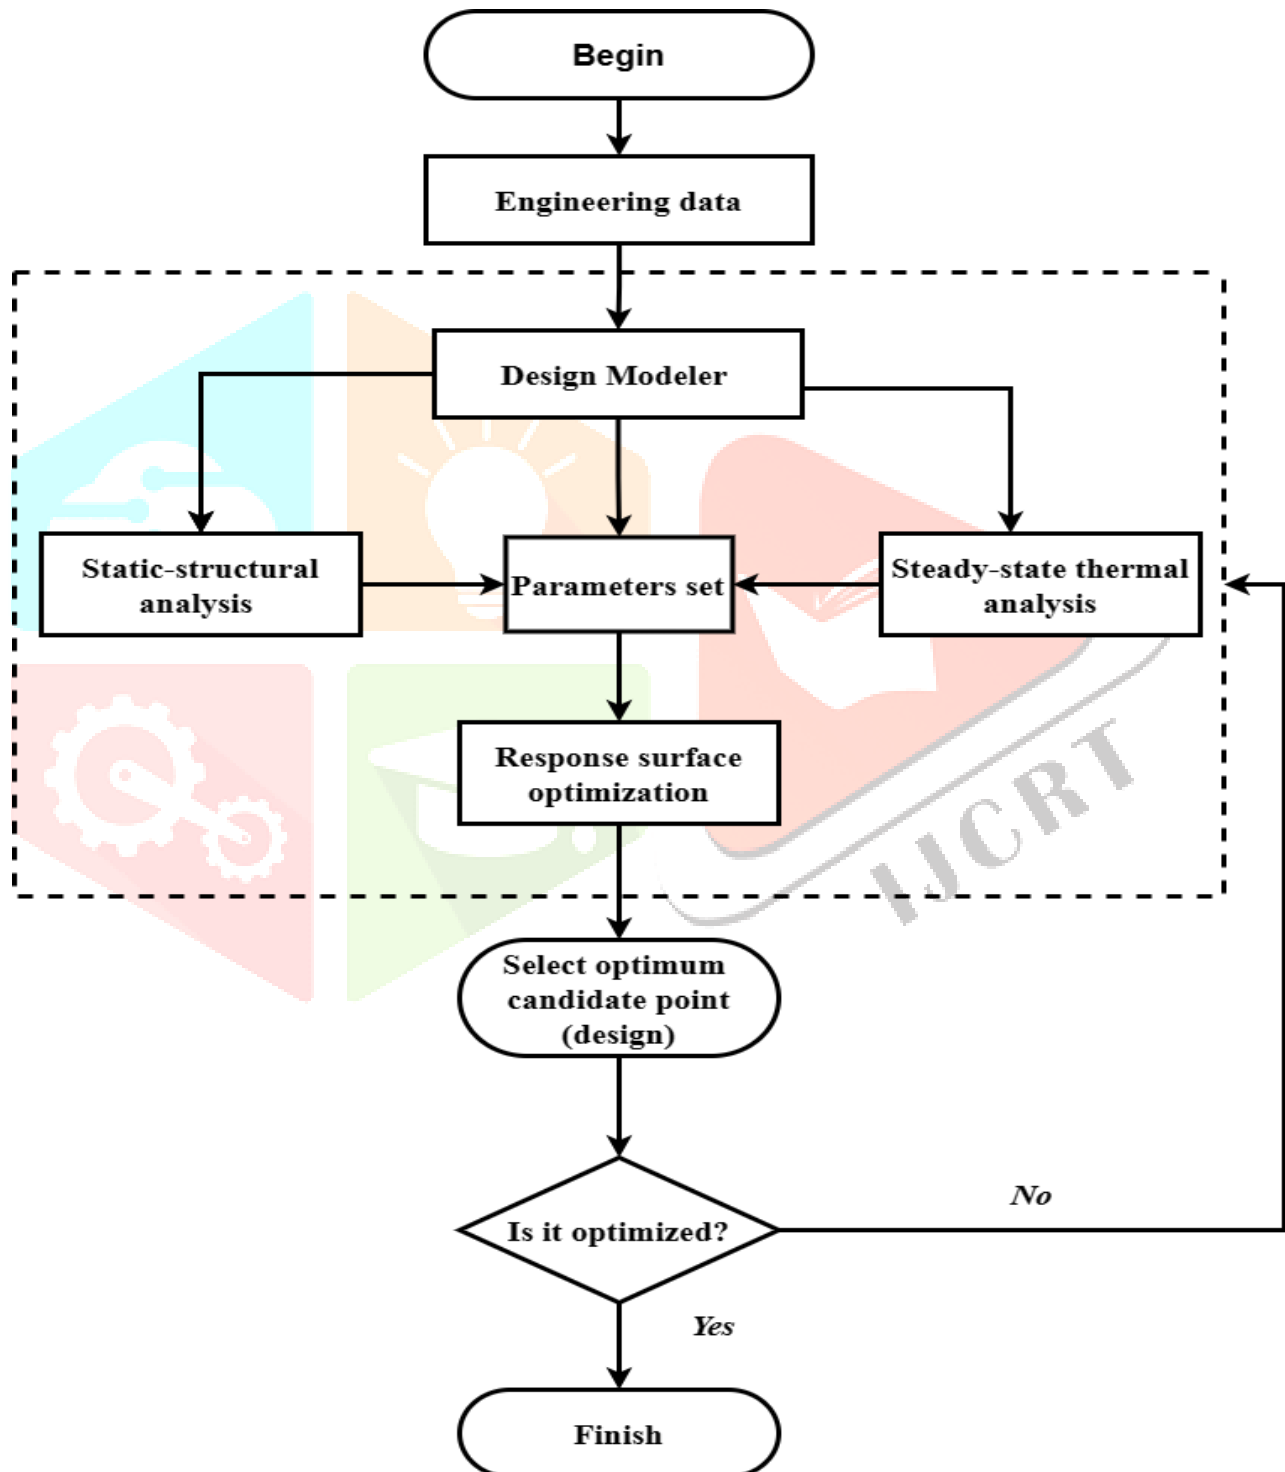 Begin
Engineering data
Design Modeler
Static-structural
analysis
Parameters set
Steady-state thermal
analysis
Response surface
optimization
IJCRT
Select optimum
candidate point
(design)
Is it optimized?
No
Yes
Finish